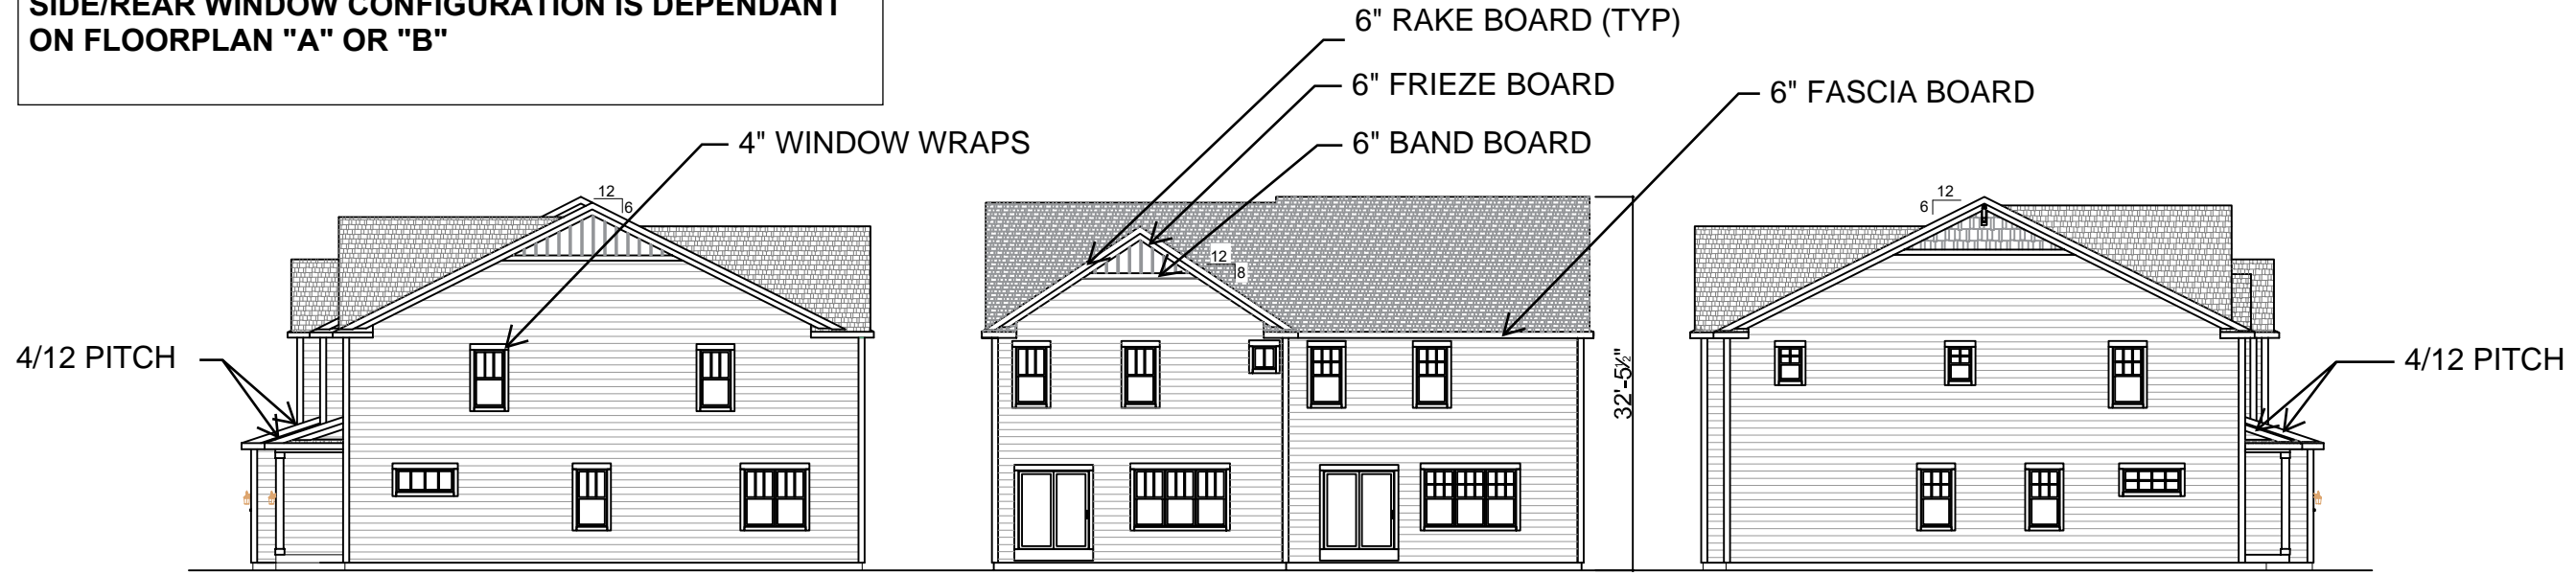 SIDE/REAR WINDOW CONFIGURATION IS DEPENDANT
ON FLOORPLAN "A" OR "B"
6" RAKE BOARD (TYP)
6" FRIEZE BOARD
6" FASCIA BOARD
4" WINDOW WRAPS
6" BAND BOARD
12
6
12
8
12
6
4/12 PITCH
32'-5½"
4/12 PITCH